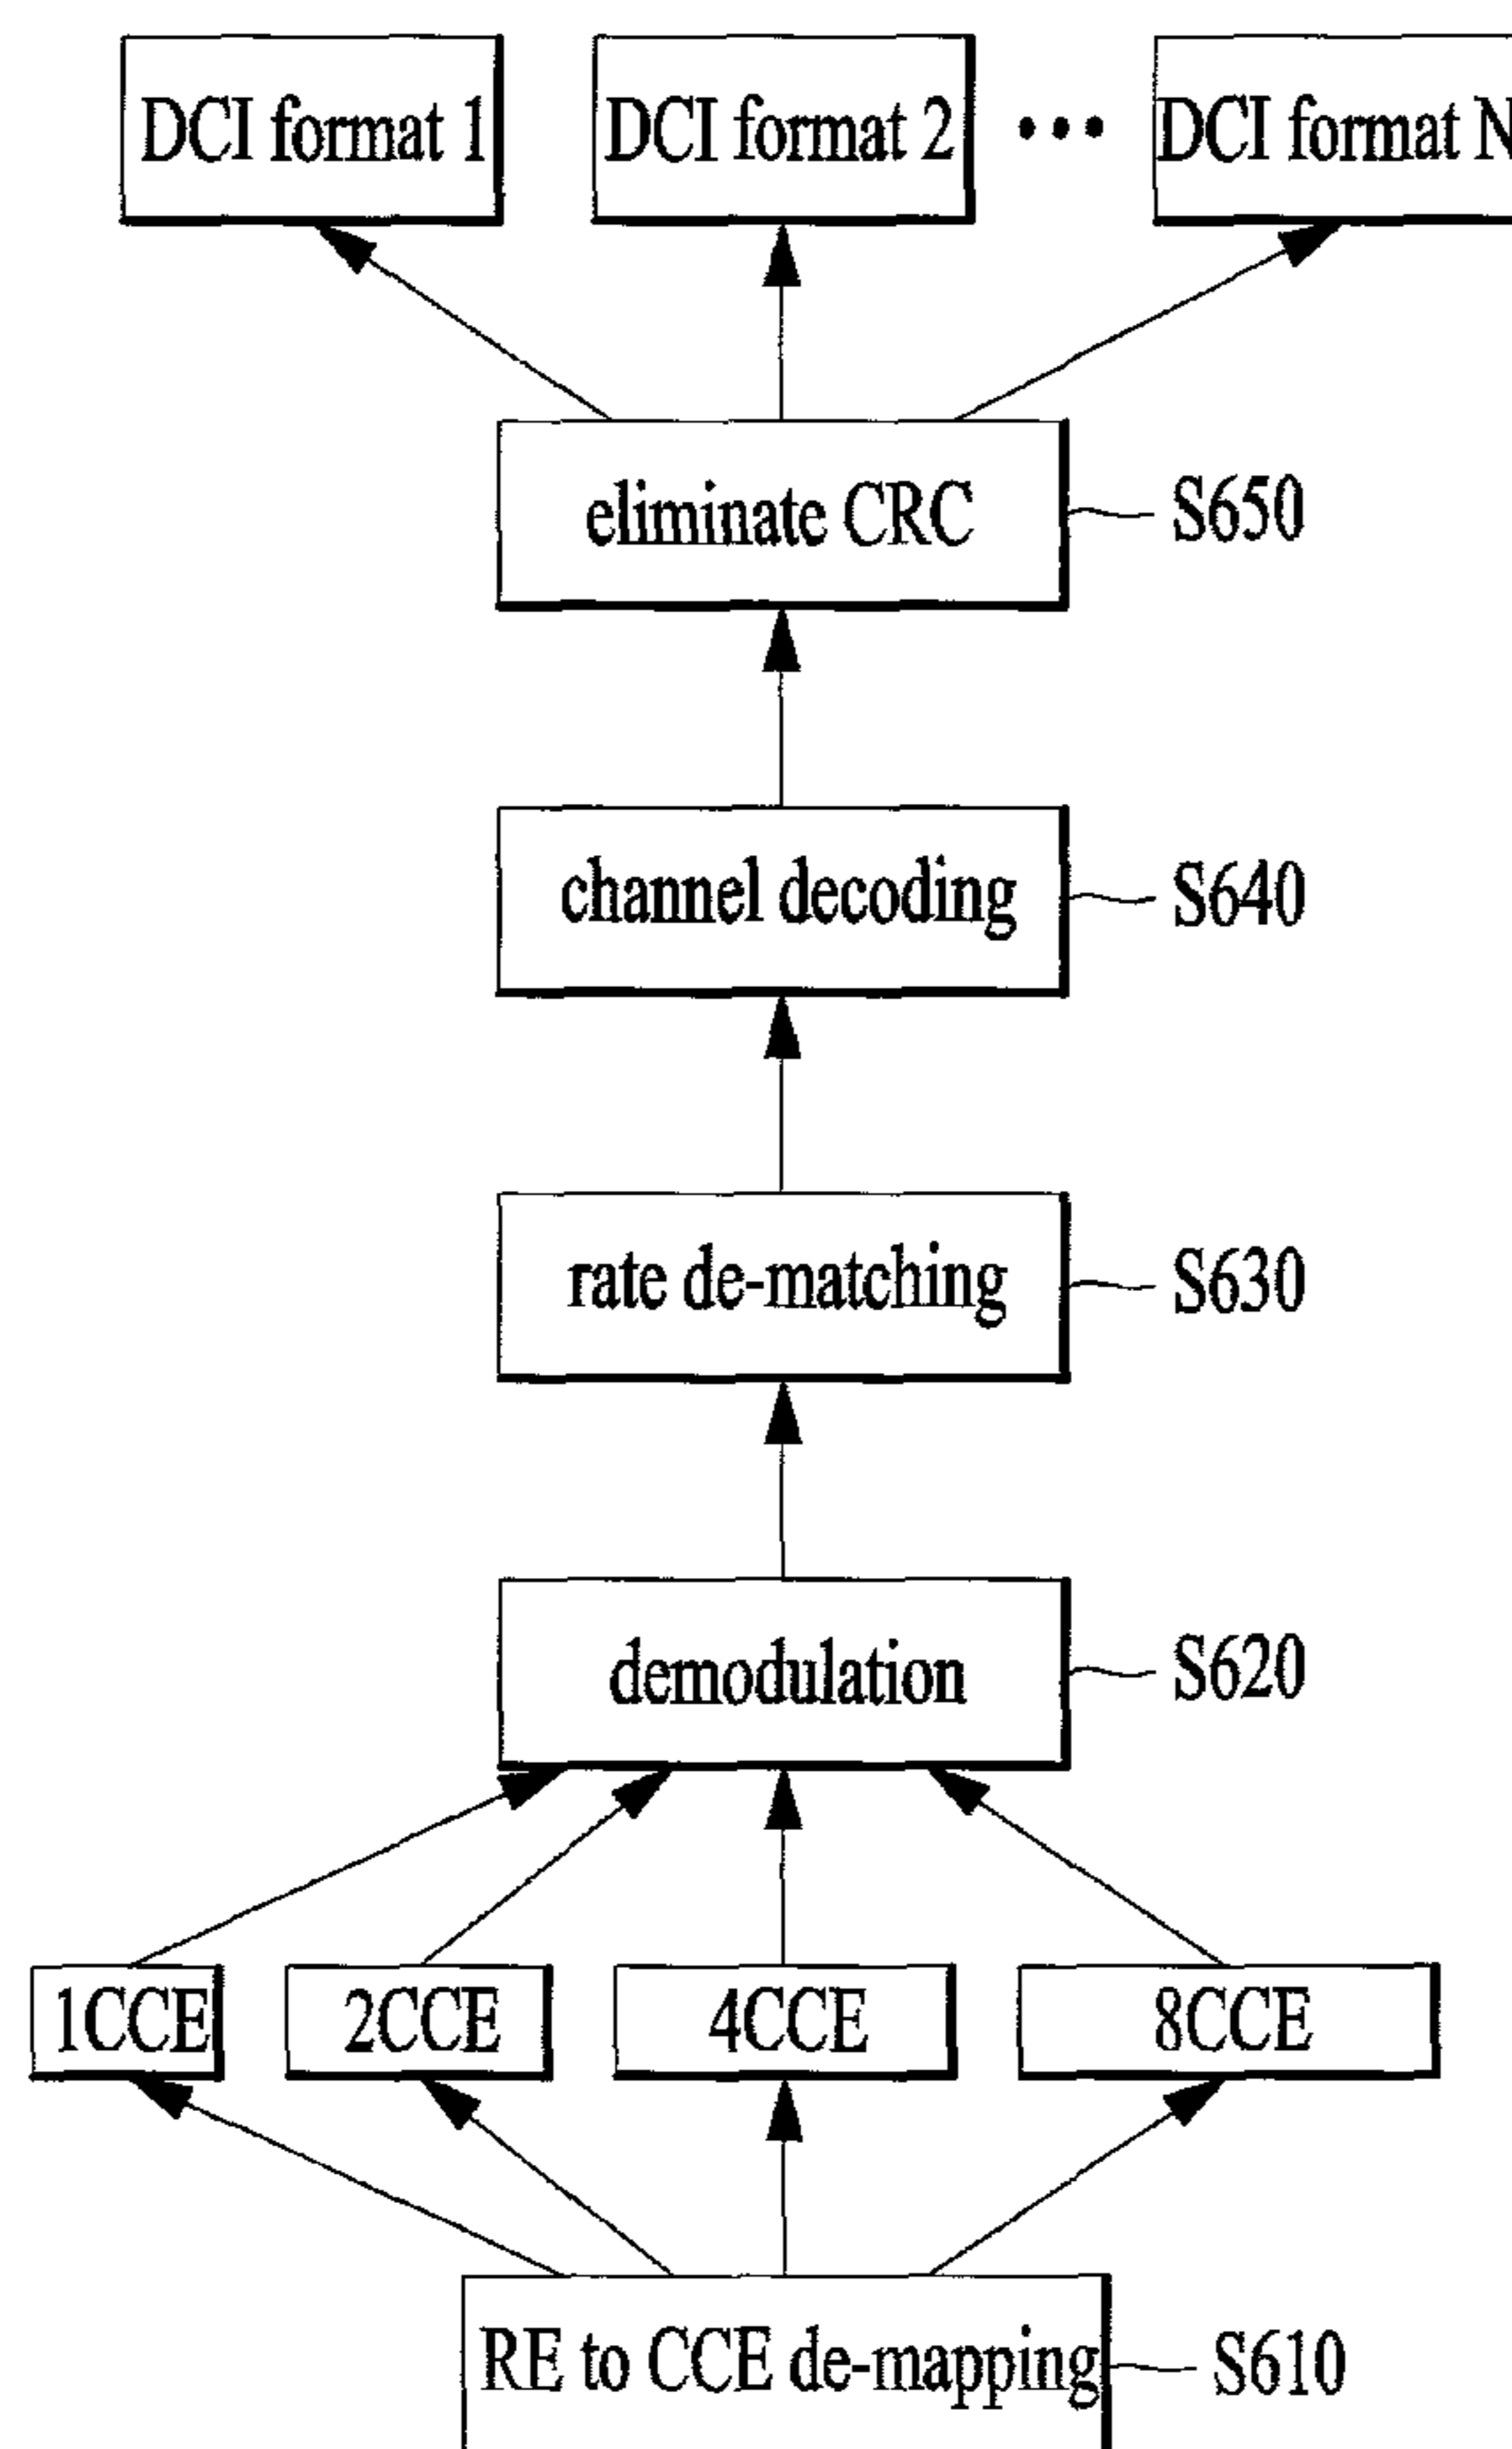 DCI format 1
DCI format 2
•••
DCI format N
eliminate CRC
S650
channel decoding
S640
rate de-matching
S630
demodulation
S620
1CCE
2CCE
4CCE
8CCE
RE to CCE de-mapping
S610